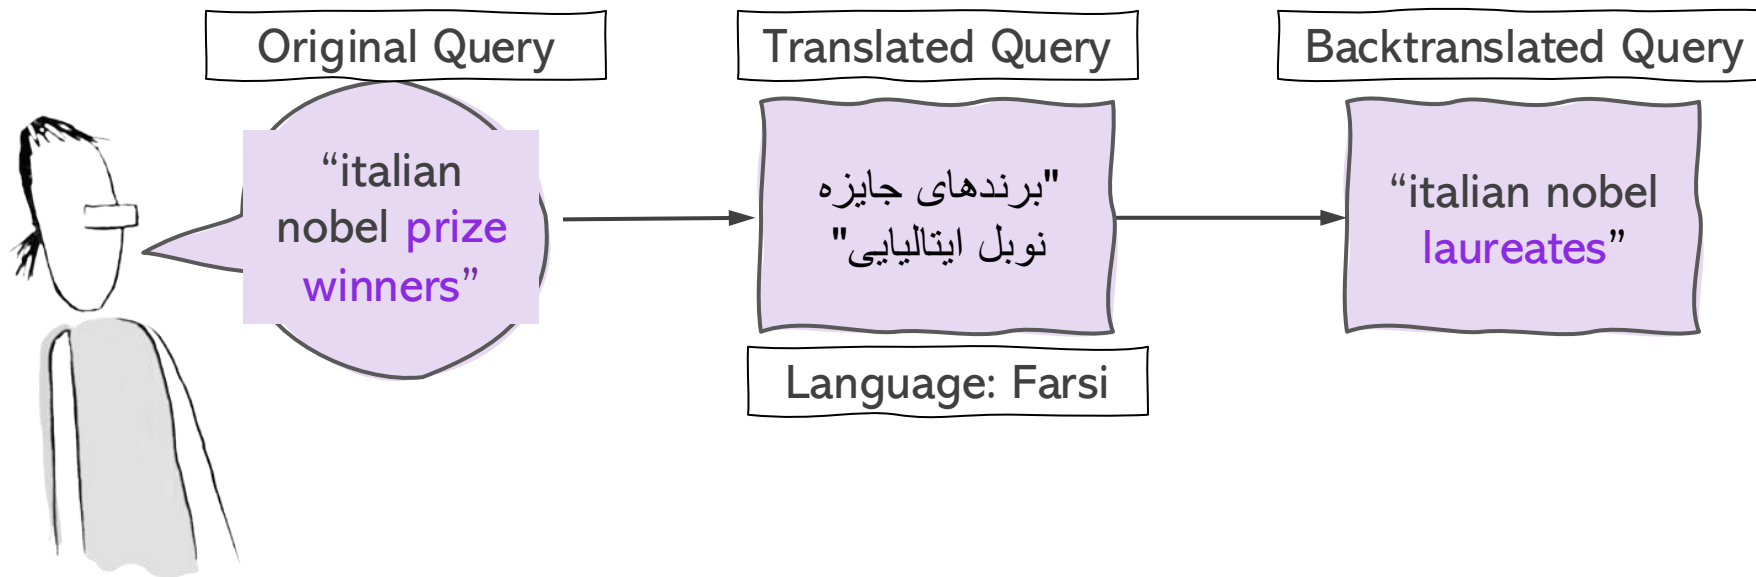 Original Query
“italian
nobel prize
winners”
Translated Query
"برندهای جایزه
نوبل ایتالیایی"
Language: Farsi
Backtranslated Query
“italian nobel
laureates”